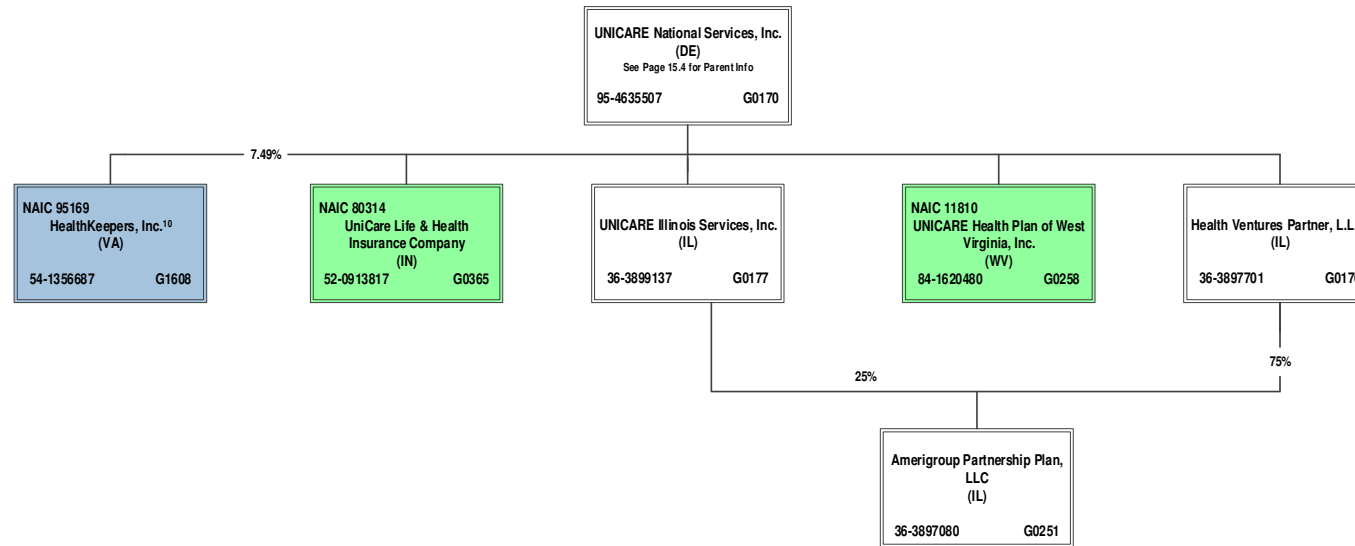 UNICARE National Services, Inc.
(DE)
See Page 15.4 for Parent Info
95-4635507 G0170
7.49%
NAIC 95169
HealthKeepers, Inc.¹⁰
(VA)
54-1356687 G1608
NAIC 80314
UniCare Life & Health
Insurance Company
(IN)
52-0913817 G0365
UNICARE Illinois Services, Inc.
(IL)
36-3899137 G0177
NAIC 11810
UNICARE Health Plan of West
Virginia, Inc.
(WV)
84-1620480 G0258
Health Ventures Partner, L.L.
(IL)
36-3897701
25%
75%
Amerigroup Partnership Plan,
LLC
(IL)
36-3897080 G0251